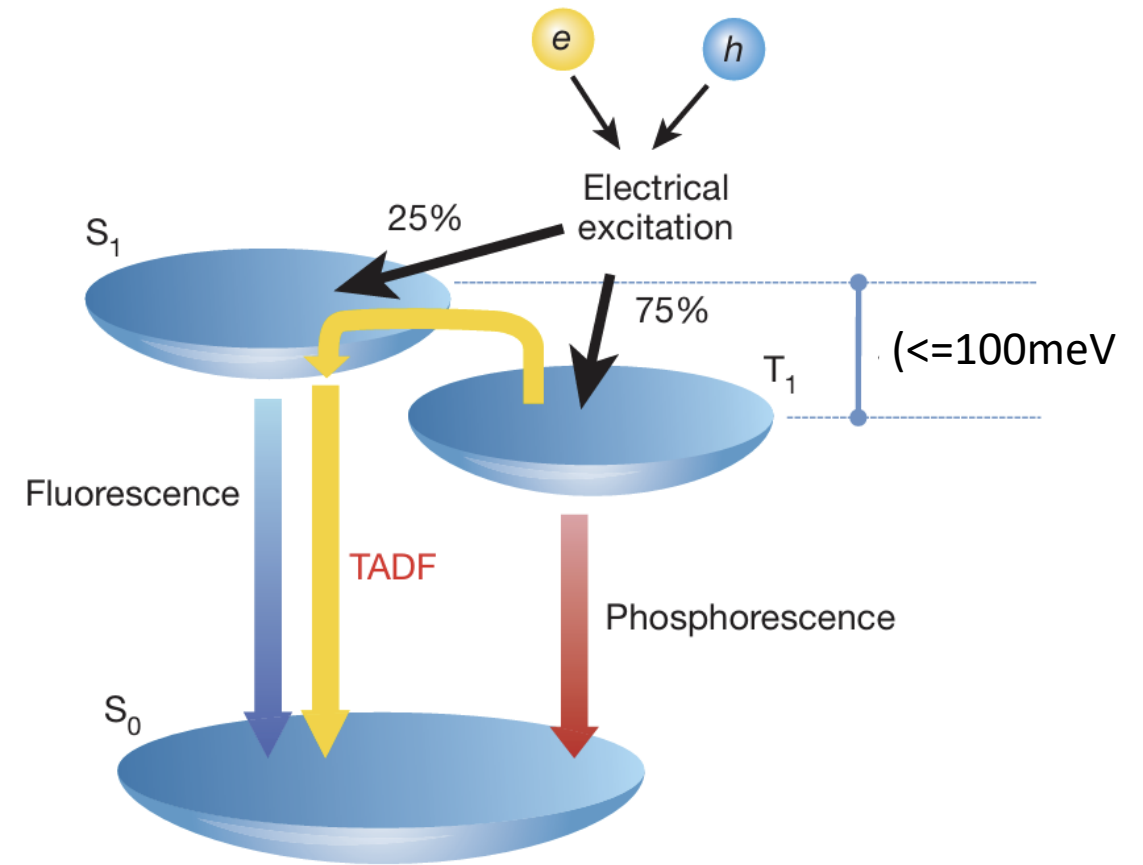 e
h
Electrical
excitation
25%
S₁
75%
(<=100meV
T₁
Fluorescence
TADF
Phosphorescence
S₀